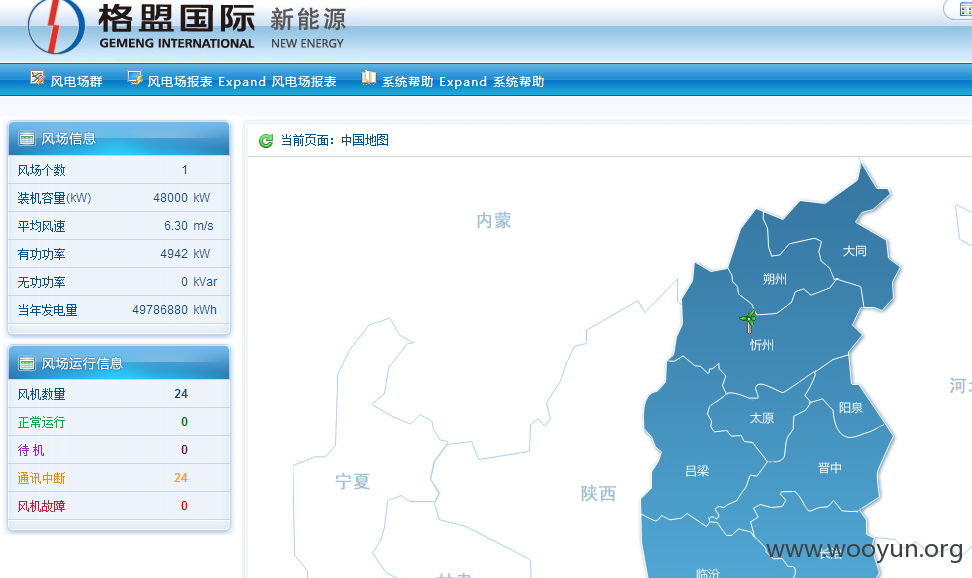 格盟国际 新能源
GEMENG INTERNATIONAL NEW ENERGY
风电场群 风电场报表 Expand 风电场报表 系统帮助 Expand 系统帮助
风场信息
风场个数 1
装机容量(kW) 48000 kW
平均风速 6.30 m/s
有功功率 4942 kW
无功功率 0 kVar
当年发电量 49786880 kWh
风场运行信息
风机数量 24
正常运行 0
待 机 0
通讯中断 24
风机故障 0
当前页面：中国地图
内蒙
大同
朔州
忻州
河北
阳泉
太原
晋中
吕梁
宁夏
陕西
www.wooyun.org
长治
临汾
甘肃